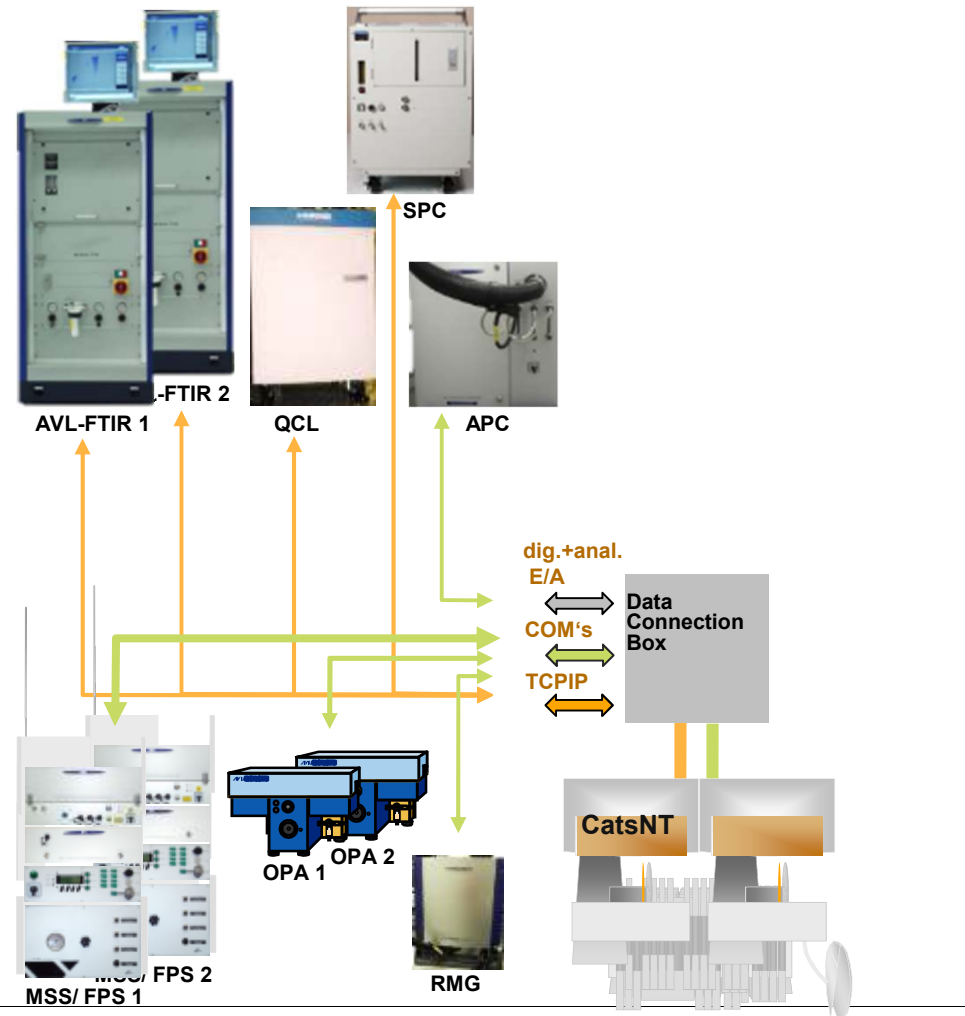 SPC
-FTIR 2
AVL-FTIR 1
QCL
APC
dig.+anal.
E/A
Data
Connection
Box
COM‘s
TCPIP
CatsNT
OPA 2
OPA 1
FPS 2
MSS/ FPS 1
RMG